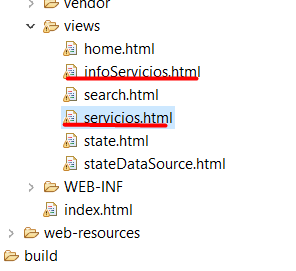 vendor
views
home.html
infoServicios.html
search.html
servicios.html
state.html
stateDataSource.html
WEB-INF
index.html
web-resources
build